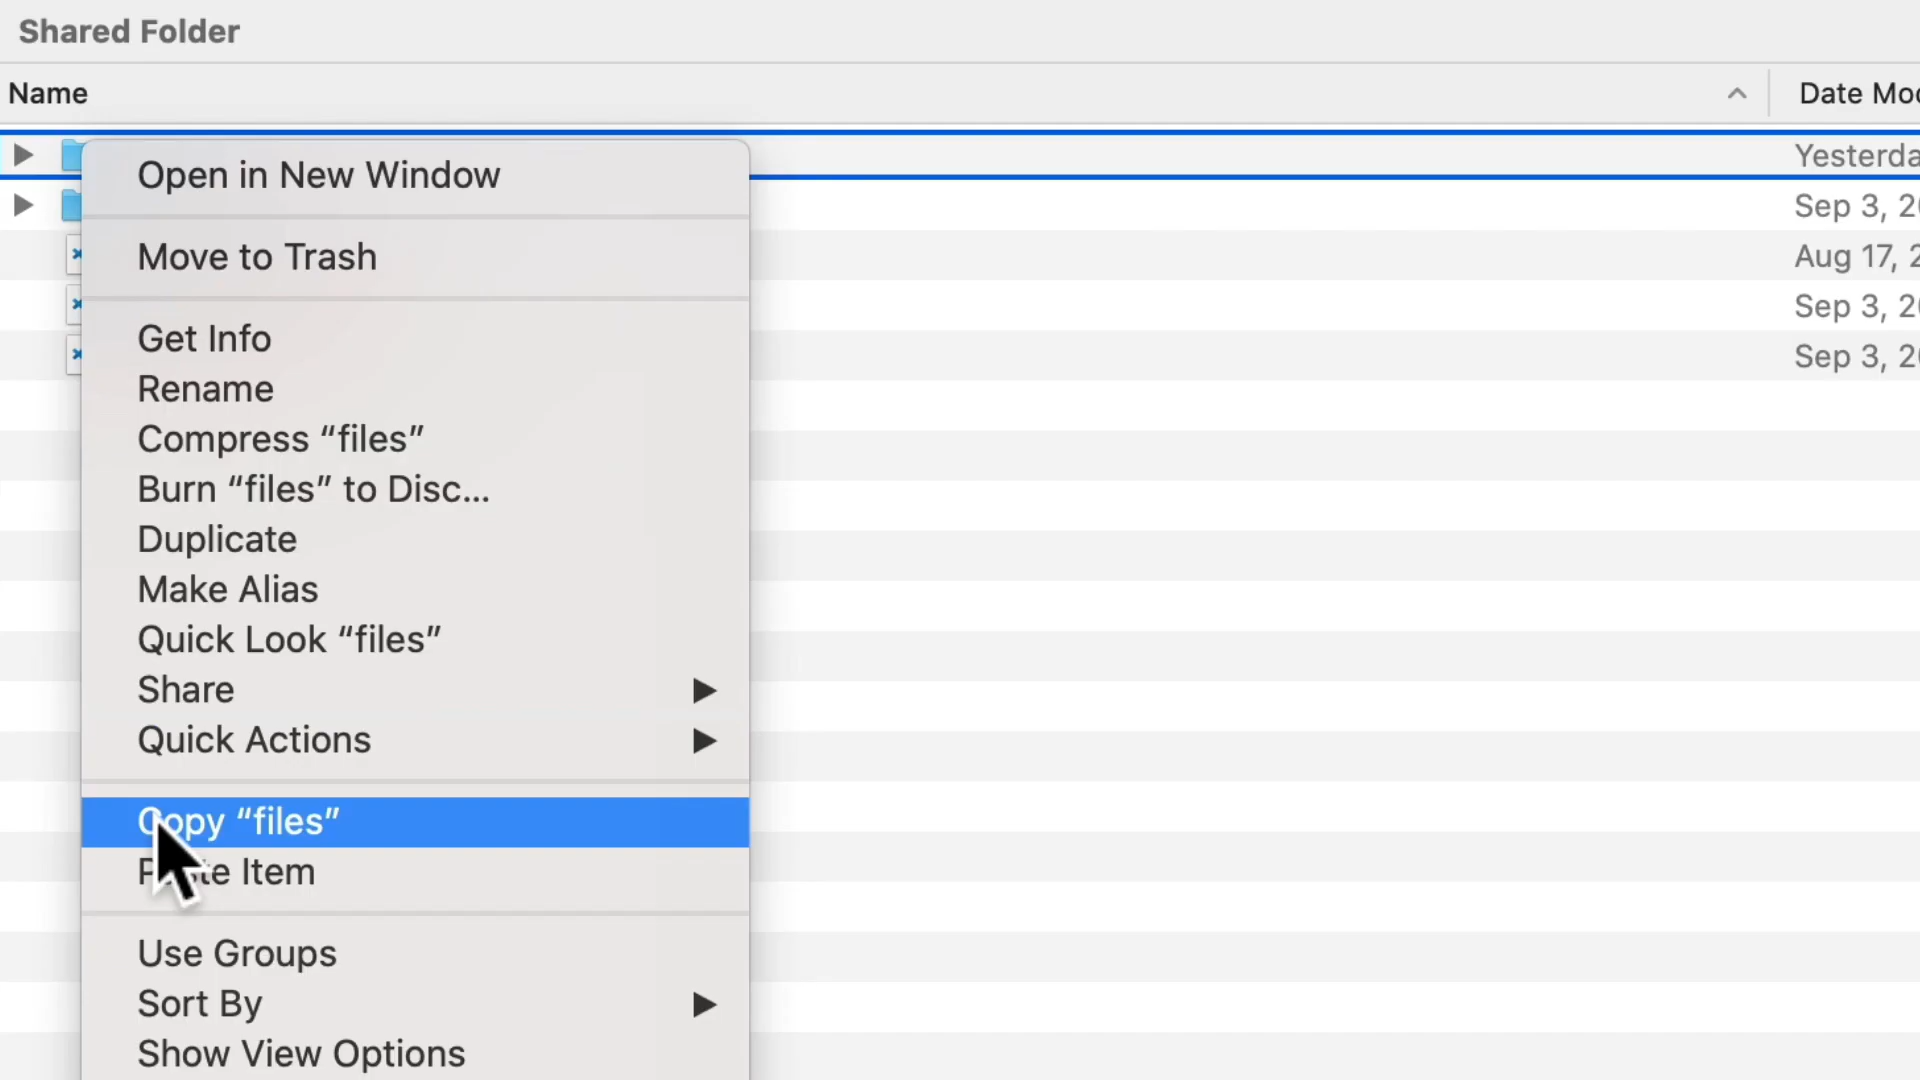 Shared Folder
Name
Date Mo
Open in New Window
Yesterda
Sep 3, 2
Move to Trash
Aug 17, 2
Sep 3, 2
Get Info
Sep 3, 2
Rename
Compress “files”
Burn “files” to Disc...
Duplicate
Make Alias
Quick Look “files”
Share
Quick Actions
Copy “files”
Paste Item
Use Groups
Sort By
Show View Options